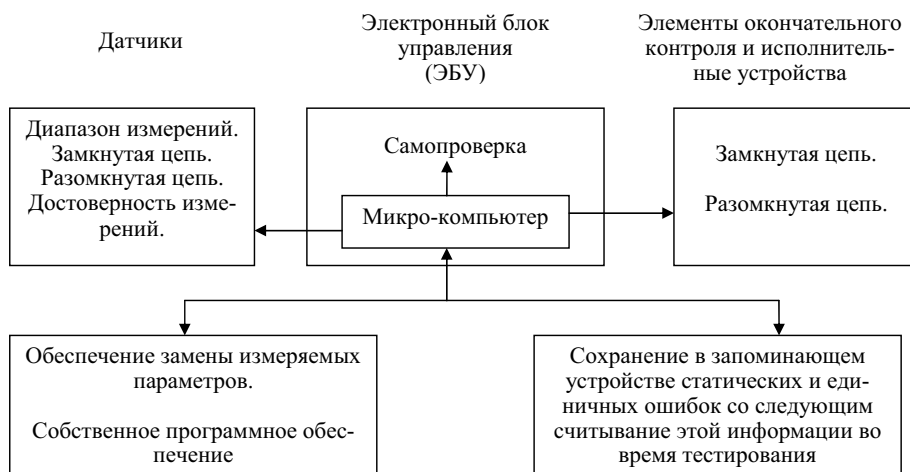 Датчики
Электронный блок
управления
(ЭБУ)
Элементы окончательного
контроля и исполнитель-
ные устройства
Диапазон измерений.
Замкнутая цепь.
Разомкнутая цепь.
Достоверность изме-
рений.
Самопроверка
Микро-компьютер
Замкнутая цепь.
Разомкнутая цепь.
Обеспечение замены измеряемых
параметров.
Собственное программное обес-
печение
Сохранение в запоминающем
устройстве статических и еди-
ничных ошибок со следующим
считывание этой информации во
время тестирования